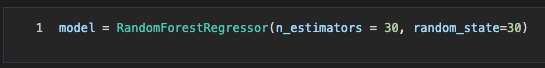 1 model = RandomForestRegressor(n_estimators = 30, random_state=30)